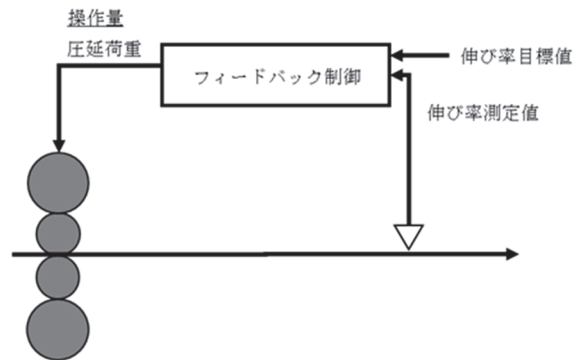 操作量
圧延荷重
フィードバック制御
伸び率目標値
伸び率測定値